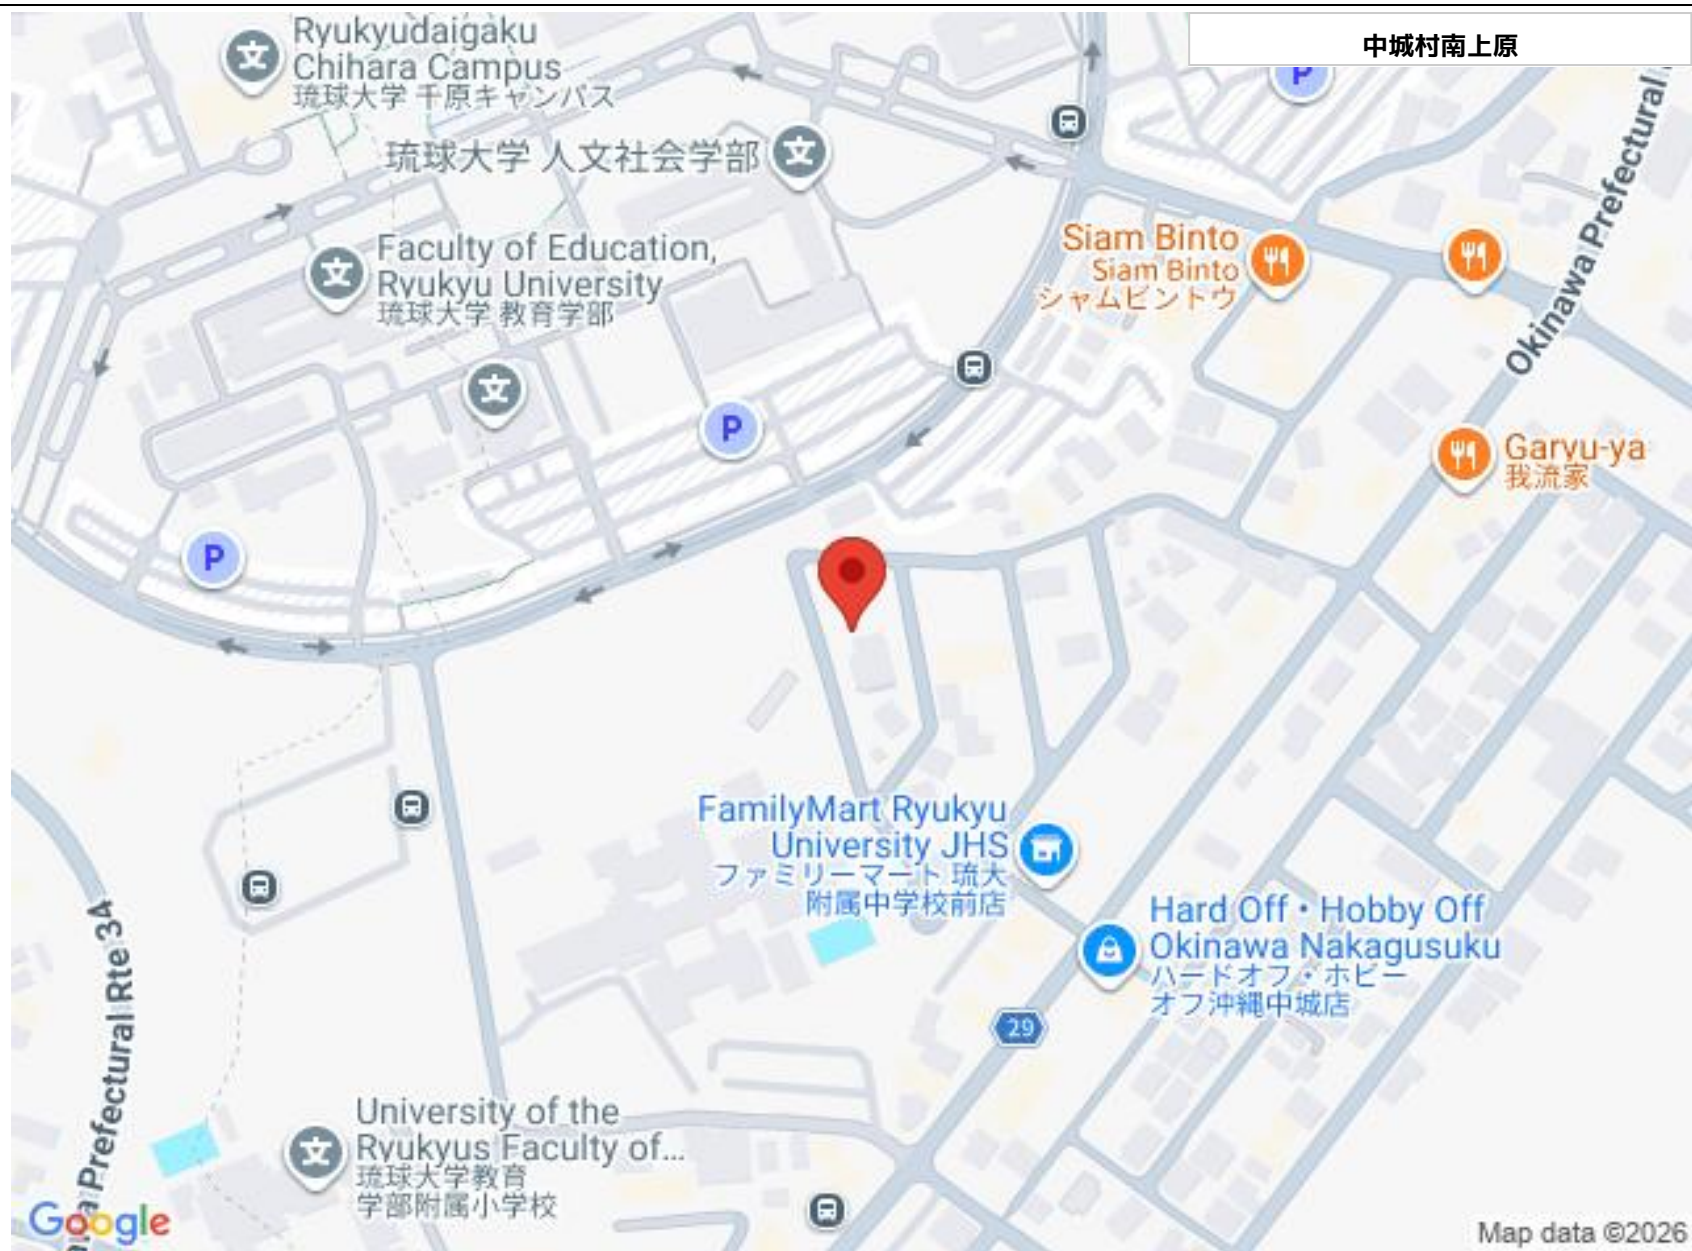 中城村南上原
Ryukyudaigaku
Chihara Campus
琉球大学 千原キャンパス
P
琉球大学 人文社会学部
Okinawa Prefectural
Faculty of Education,
Ryukyu University
琉球大学 教育学部
Siam Binto
Siam Binto
シャムビントウ
P
Garyu-ya
我流家
P
FamilyMart Ryukyu
University JHS
ファミリーマート 琉大
附属中学校前店
Hard Off・Hobby Off
Okinawa Nakagusuku
ハードオフ・ホビー
オフ沖縄中城店
29
Prefectural Rte 34
University of the
Ryukyus Faculty of...
琉球大学教育
学部附属小学校
Google
Map data ©2026